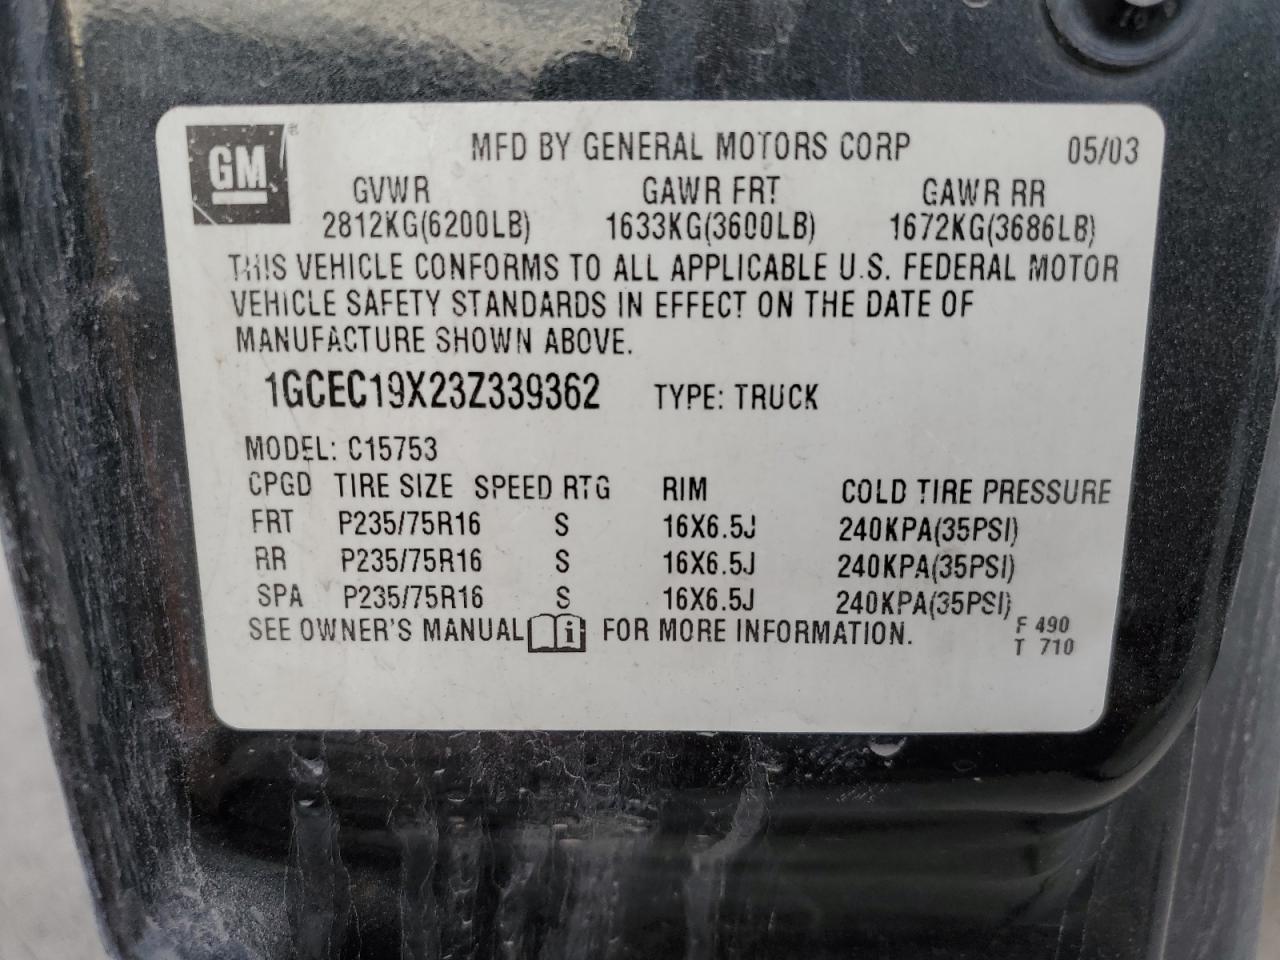 GM®
MFD BY GENERAL MOTORS CORP 05/03
GVWR GAWR FRT GAWR RR
2812KG(6200LB) 1633KG(3600LB) 1672KG(3686LB)
THIS VEHICLE CONFORMS TO ALL APPLICABLE U.S. FEDERAL MOTOR
VEHICLE SAFETY STANDARDS IN EFFECT ON THE DATE OF
MANUFACTURE SHOWN ABOVE.
1GCEC19X23Z339362 TYPE: TRUCK
MODEL: C15753
CPGD TIRE SIZE SPEED RTG RIM COLD TIRE PRESSURE
FRT P235/75R16 S 16X6.5J 240KPA(35PSI)
RR P235/75R16 S 16X6.5J 240KPA(35PSI)
SPA P235/75R16 S 16X6.5J 240KPA(35PSI)
SEE OWNER'S MANUAL i FOR MORE INFORMATION.
F 490
T 710